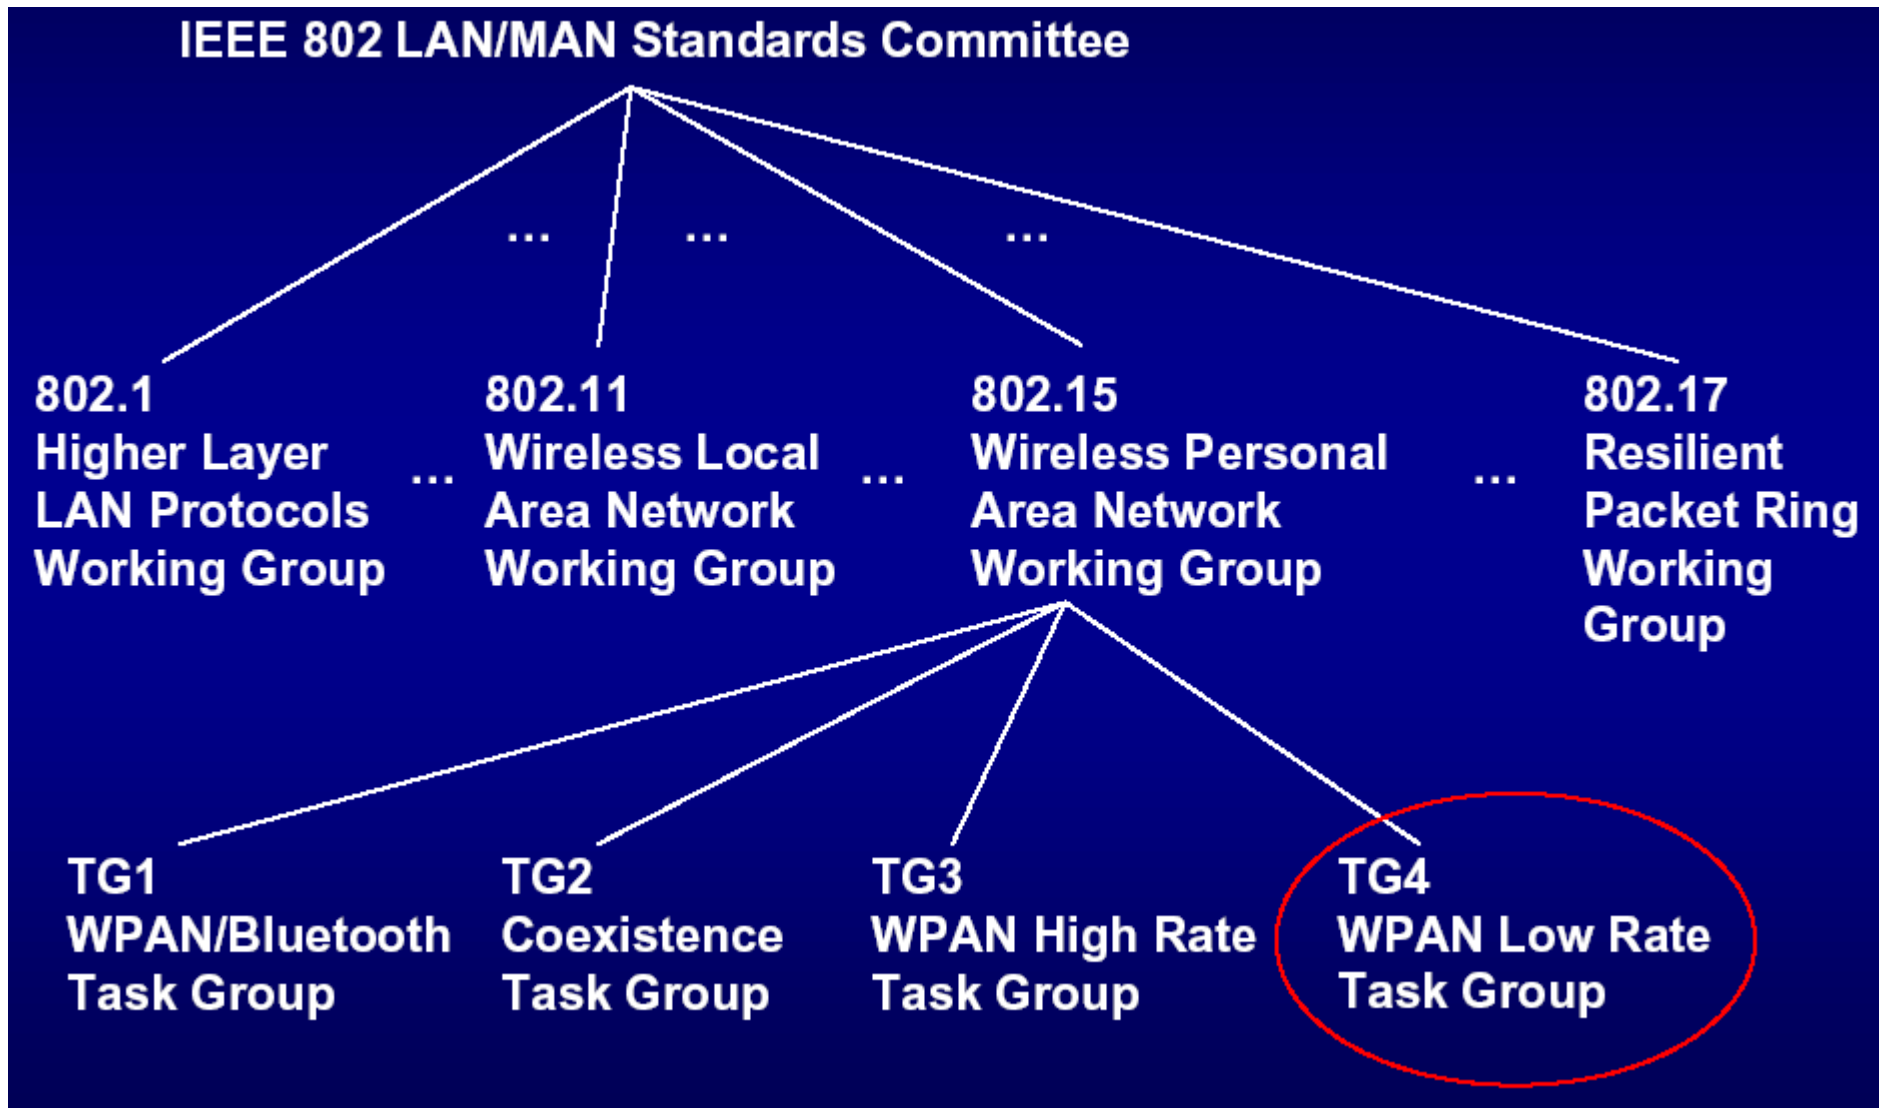 IEEE 802 LAN/MAN Standards Committee
... ... ...
802.1
Higher Layer
LAN Protocols
Working Group
...
802.11
Wireless Local
Area Network
Working Group
...
802.15
Wireless Personal
Area Network
Working Group
...
802.17
Resilient
Packet Ring
Working
Group
TG1
WPAN/Bluetooth
Task Group
TG2
Coexistence
Task Group
TG3
WPAN High Rate
Task Group
TG4
WPAN Low Rate
Task Group